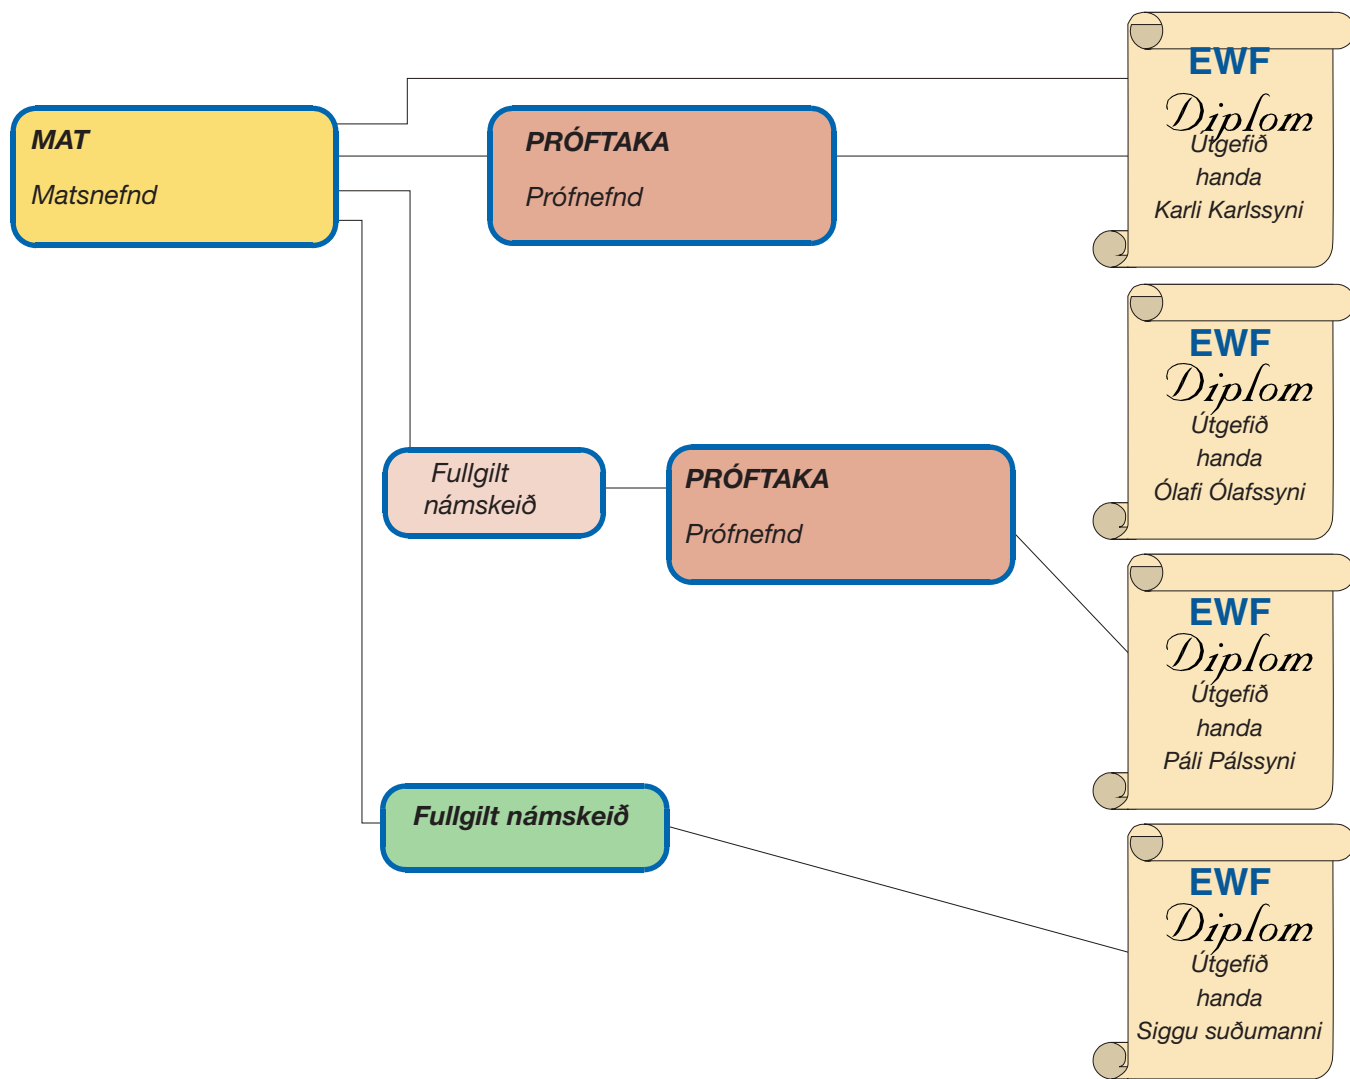 MAT
Matsnefnd
PRÓFTAKA
Prófnefnd
EWF
Diplom
Útgefið
handa
Karli Karlssyni
EWF
Diplom
Útgefið
handa
Ólafi Ólafssyni
Fullgilt
námskeið
PRÓFTAKA
Prófnefnd
EWF
Diplom
Útgefið
handa
Páli Pálssyni
Fullgilt námskeið
EWF
Diplom
Útgefið
handa
Siggu suðumanni